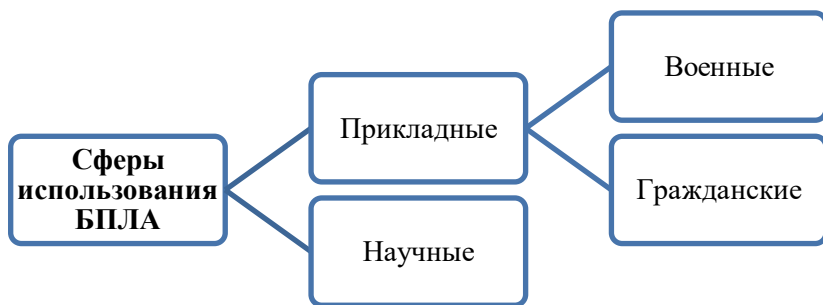 Сферы
использования
БПЛА
Прикладные
Научные
Военные
Гражданские